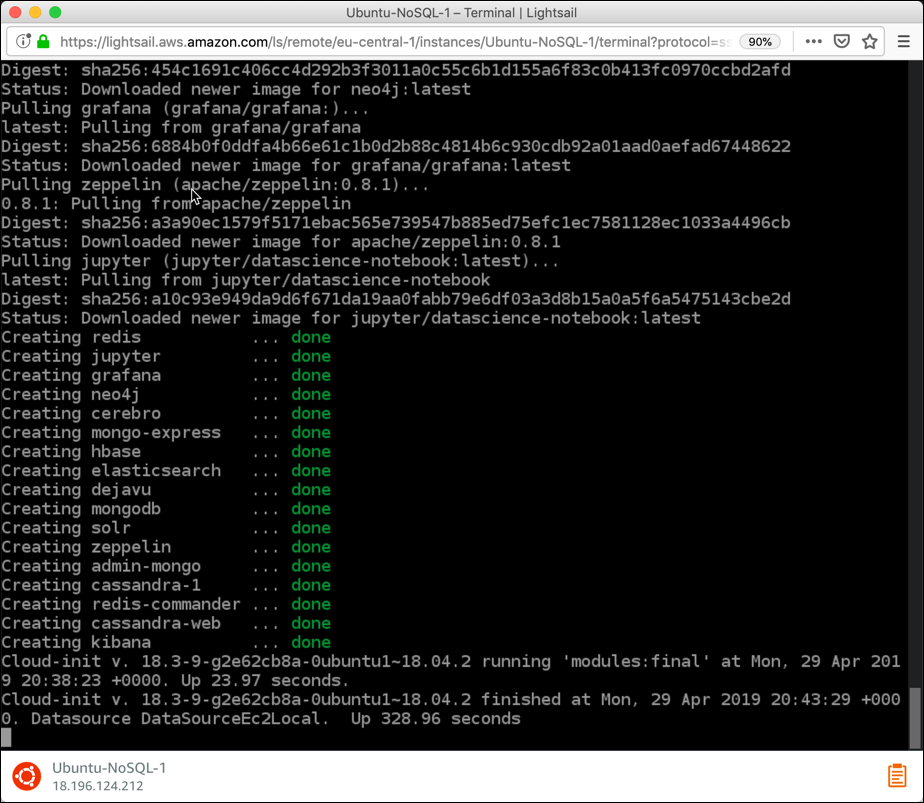 Ubuntu-NoSQL-1 – Terminal | Lightsail
https://lightsail.aws.amazon.com/ls/remote/eu-central-1/instances/Ubuntu-NoSQL-1/terminal?protocol=ss 90%
Digest: sha256:454c1691c406cc4d292b3f3011a0c55c6b1d155a6f83c0b413fc0970ccbd2afd
Status: Downloaded newer image for neo4j:latest
Pulling grafana (grafana/grafana:)...
latest: Pulling from grafana/grafana
Digest: sha256:6884b0f0ddfa4b66e61c1b0d2b88c4814b6c930cdb92a01aad0aefad67448622
Status: Downloaded newer image for grafana/grafana:latest
Pulling zeppelin (apache/zeppelin:0.8.1)...
0.8.1: Pulling from apache/zeppelin
Digest: sha256:a3a90ec1579f5171ebac565e739547b885ed75efc1ec7581128ec1033a4496cb
Status: Downloaded newer image for apache/zeppelin:0.8.1
Pulling jupyter (jupyter/datascience-notebook:latest)...
latest: Pulling from jupyter/datascience-notebook
Digest: sha256:a10c93e949da9d6f671da19aa0fabb79e6df03a3d8b15a0a5f6a5475143cbe2d
Status: Downloaded newer image for jupyter/datascience-notebook:latest
Creating redis ... done
Creating jupyter ... done
Creating grafana ... done
Creating neo4j ... done
Creating cerebro ... done
Creating mongo-express ... done
Creating hbase ... done
Creating elasticsearch ... done
Creating dejavu ... done
Creating mongodb ... done
Creating solr ... done
Creating zeppelin ... done
Creating admin-mongo ... done
Creating cassandra-1 ... done
Creating redis-commander ... done
Creating cassandra-web ... done
Creating kibana ... done
Cloud-init v. 18.3-9-g2e62cb8a-0ubuntu1~18.04.2 running 'modules:final' at Mon, 29 Apr 201
9 20:38:23 +0000. Up 23.97 seconds.
Cloud-init v. 18.3-9-g2e62cb8a-0ubuntu1~18.04.2 finished at Mon, 29 Apr 2019 20:43:29 +000
0. Datasource DataSourceEc2Local.  Up 328.96 seconds
Ubuntu-NoSQL-1
18.196.124.212